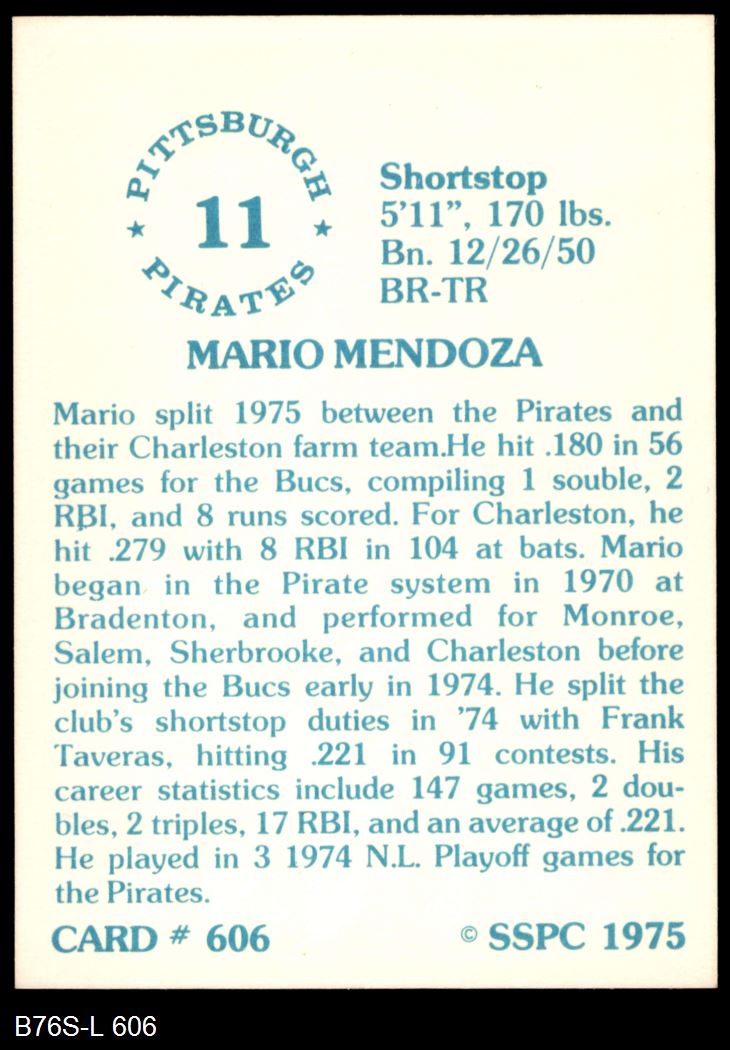 PITTSBURGH
11
PIRATES
Shortstop
5'11", 170 lbs.
Bn. 12/26/50
BR-TR
MARIO MENDOZA
Mario split 1975 between the Pirates and
their Charleston farm team.He hit .180 in 56
games for the Bucs, compiling 1 souble, 2
RBI, and 8 runs scored. For Charleston, he
hit .279 with 8 RBI in 104 at bats. Mario
began in the Pirate system in 1970 at
Bradenton, and performed for Monroe,
Salem, Sherbrooke, and Charleston before
joining the Bucs early in 1974. He split the
club's shortstop duties in '74 with Frank
Taveras, hitting .221 in 91 contests. His
career statistics include 147 games, 2 dou-
bles, 2 triples, 17 RBI, and an average of .221.
He played in 3 1974 N.L. Playoff games for
the Pirates.
CARD # 606 © SSPC 1975
B76S-L 606